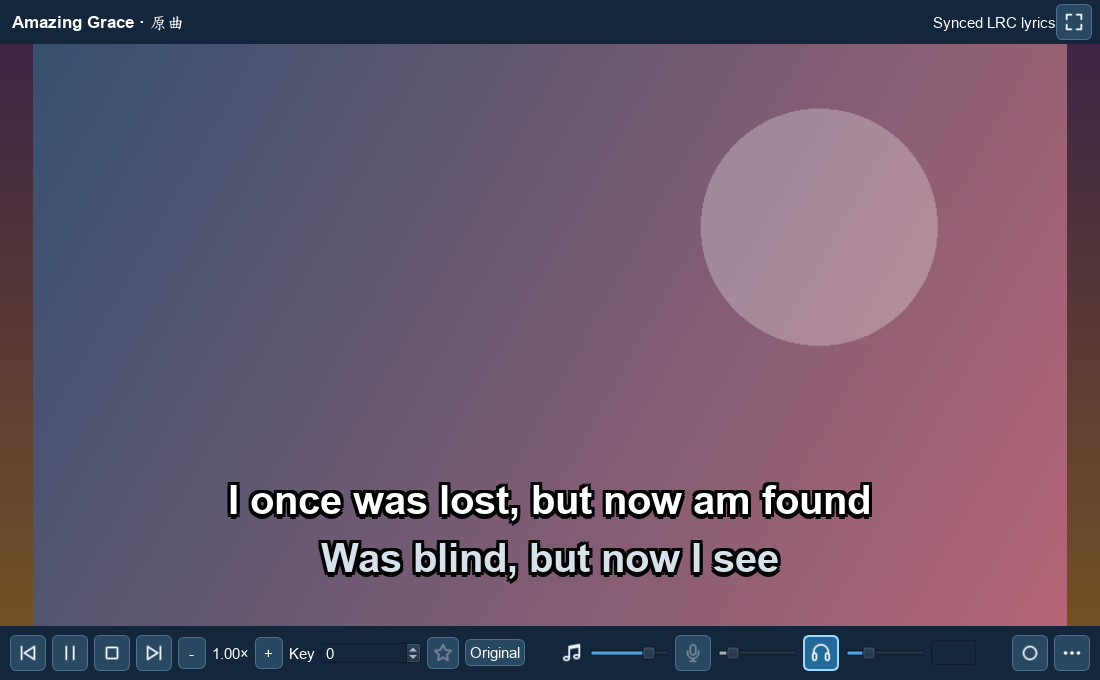 Amazing Grace · 原曲
Synced LRC lyrics
I once was lost, but now am found
Was blind, but now I see
- 1.00× + Key 0 Original